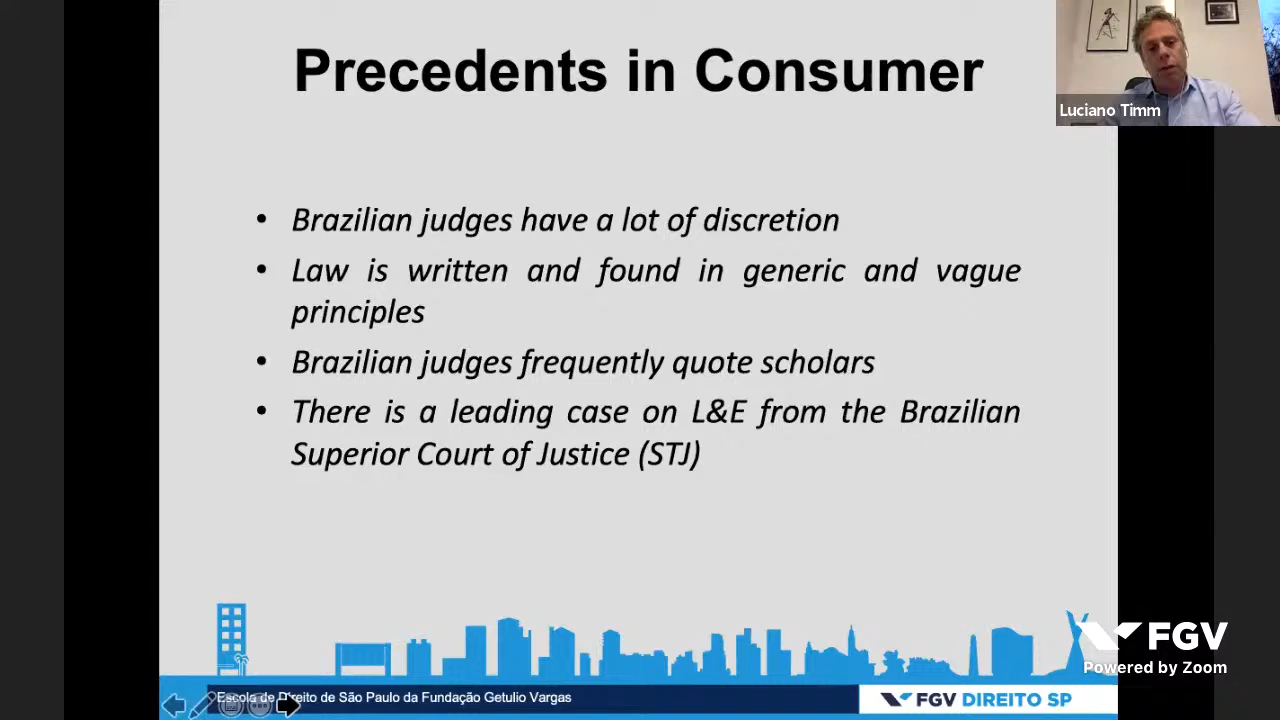 Precedents in Consumer
Luciano Timm
• Brazilian judges have a lot of discretion
• Law is written and found in generic and vague
principles
• Brazilian judges frequently quote scholars
• There is a leading case on L&E from the Brazilian
Superior Court of Justice (STJ)
FGV
Powered by Zoom
Escola de Direito de São Paulo da Fundação Getulio Vargas
FGV DIREITO SP